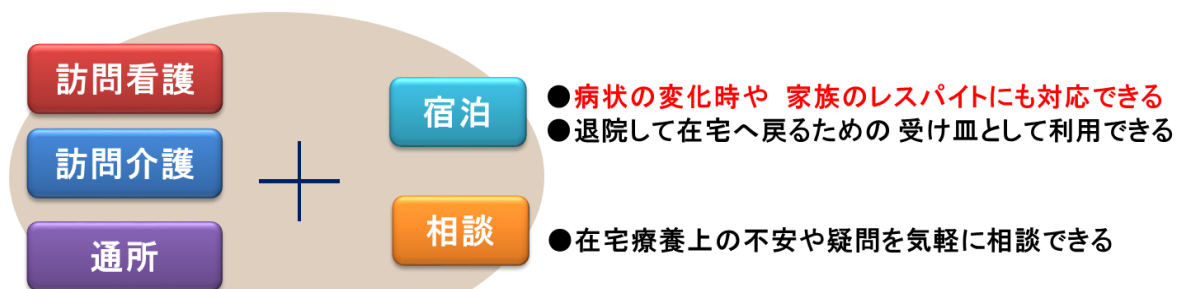 訪問看護
訪問介護
通所
宿泊
●病状の変化時や 家族のレスパイトにも対応できる
●退院して在宅へ戻るための 受け皿として利用できる
相談
●在宅療養上の不安や疑問を気軽に相談できる